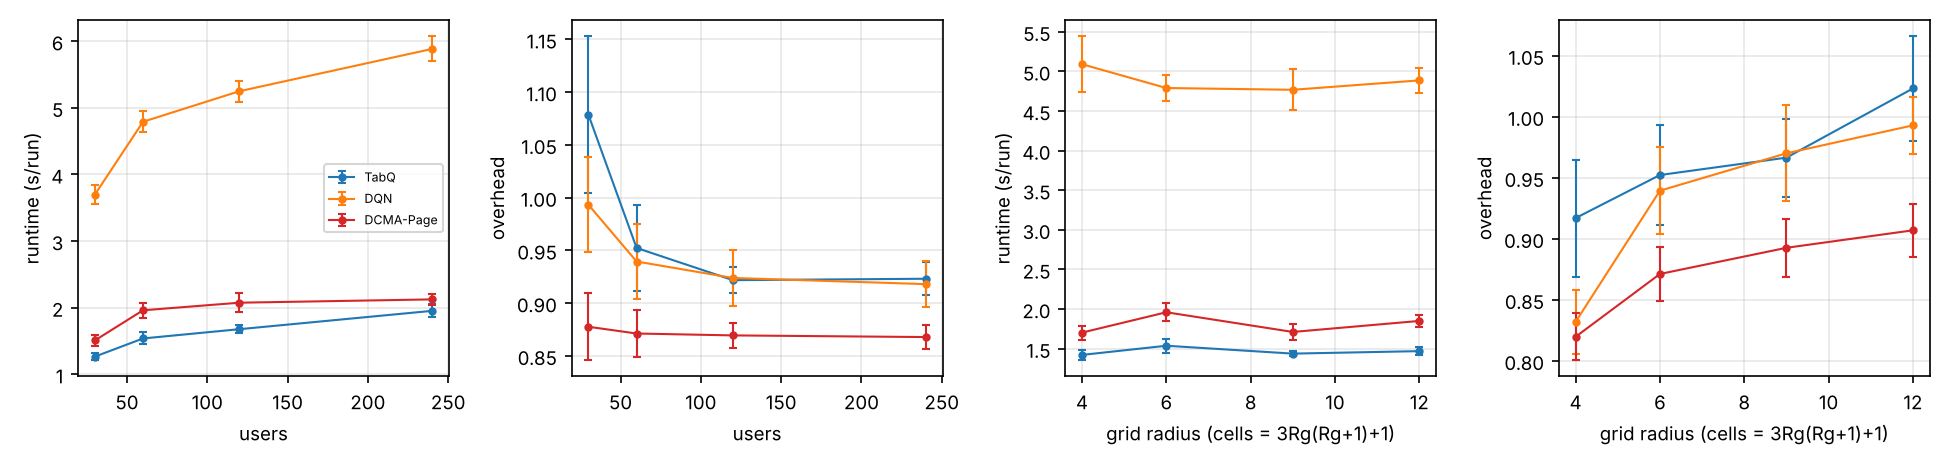 runtime (s/run)
6
5
4
3
2
1
TabQ
DQN
DCMA-Page
50 100 150 200 250
users
overhead
1.15
1.10
1.05
1.00
0.95
0.90
0.85
50 100 150 200 250
users
runtime (s/run)
5.5
5.0
4.5
4.0
3.5
3.0
2.5
2.0
1.5
4 6 8 10 12
grid radius (cells = 3Rg(Rg+1)+1)
overhead
1.05
1.00
0.95
0.90
0.85
0.80
4 6 8 10 12
grid radius (cells = 3Rg(Rg+1)+1)